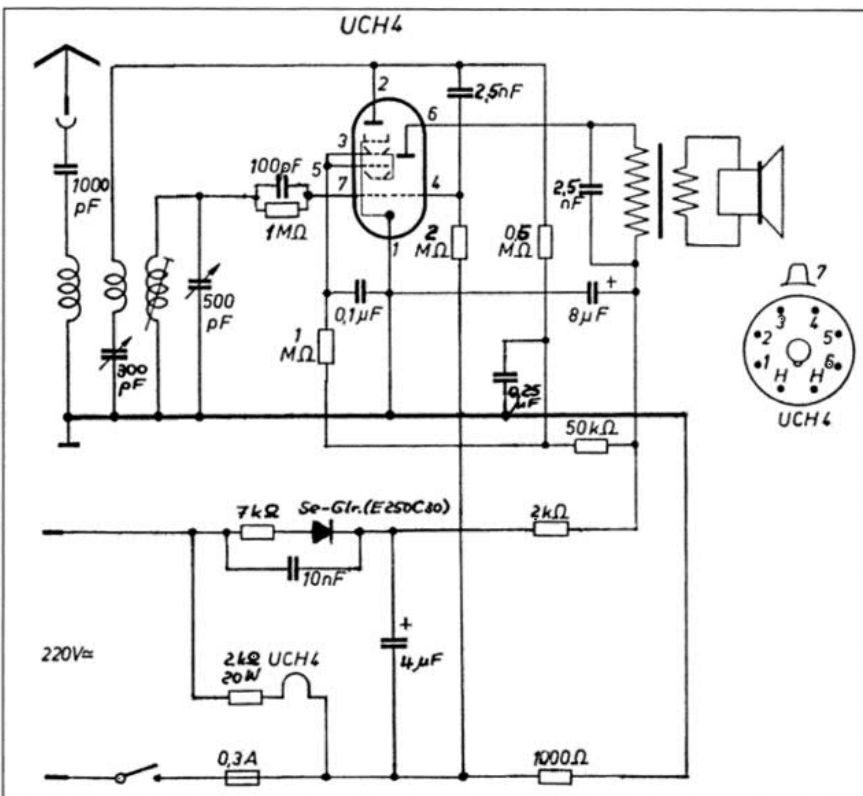 UCH4
2
2,5nF
6
3
5
100pF
7
4
1000
pF
1MΩ
2,5
nF
1
2
MΩ
0,5
MΩ
7
500
pF
0,1µF
+
8µF
3 4
2 5
1 6
H H
UCH4
1
MΩ
300
pF
0,25
µF
50kΩ
7kΩ
Se-Glr.(E250C30)
2kΩ
10nF
+
220V≃
2kΩ
20W
UCH4
4µF
0,3A
1000Ω